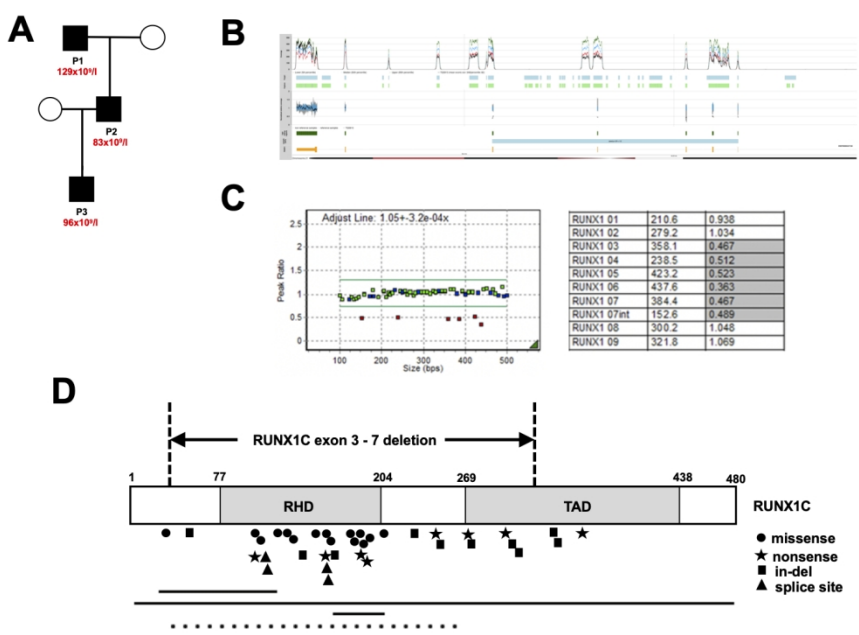 A
P1
129x10⁹/l
P2
83x10⁹/l
P3
96x10⁹/l
B
C
Adjust Line: 1.05+-3.2e-04x
Peak Ratio
2.5
2
1.5
1
0.5
0
100 200 300 400 500
Size (bps)
RUNX1 01 210.6 0.938
RUNX1 02 279.2 1.034
RUNX1 03 358.1 0.467
RUNX1 04 238.5 0.512
RUNX1 05 423.2 0.523
RUNX1 06 437.6 0.363
RUNX1 07 384.4 0.467
RUNX1 07int 152.6 0.489
RUNX1 08 300.2 1.048
RUNX1 09 321.8 1.069
D
RUNX1C exon 3 - 7 deletion
1 77 204 269 438 480
RHD TAD RUNX1C
missense
nonsense
in-del
splice site